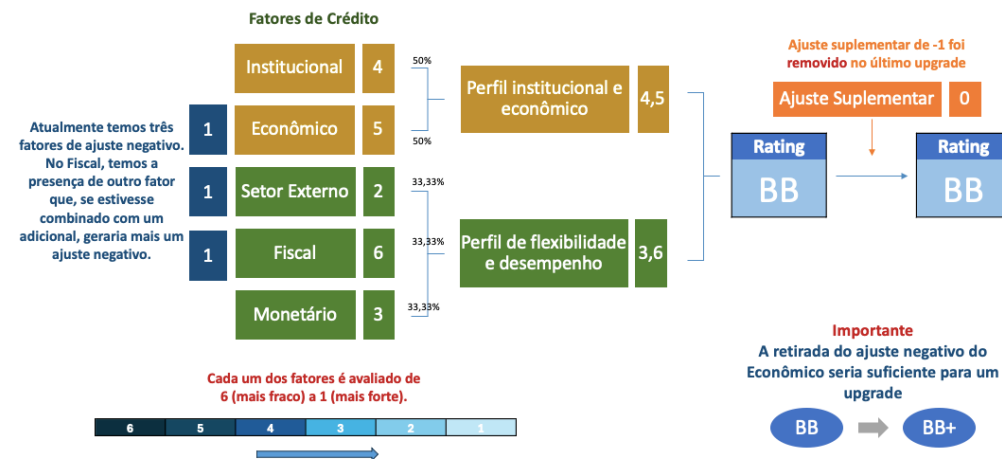 Fatores de Crédito
Atualmente temos três
fatores de ajuste negativo.
No Fiscal, temos a
presença de outro fator
que, se estivesse
combinado com um
adicional, geraria mais um
ajuste negativo.
Institucional 4
1 Econômico 5
1 Setor Externo 2
1 Fiscal 6
Monetário 3
50%
50%
33,33%
33,33%
33,33%
Perfil institucional e
econômico
4,5
Perfil de flexibilidade
e desempenho
3,6
Ajuste suplementar de -1 foi
removido no último upgrade
Ajuste Suplementar 0
Rating
BB
Rating
BB
Cada um dos fatores é avaliado de
6 (mais fraco) a 1 (mais forte).
6 5 4 3 2 1
Importante
A retirada do ajuste negativo do
Econômico seria suficiente para um
upgrade
BB BB+